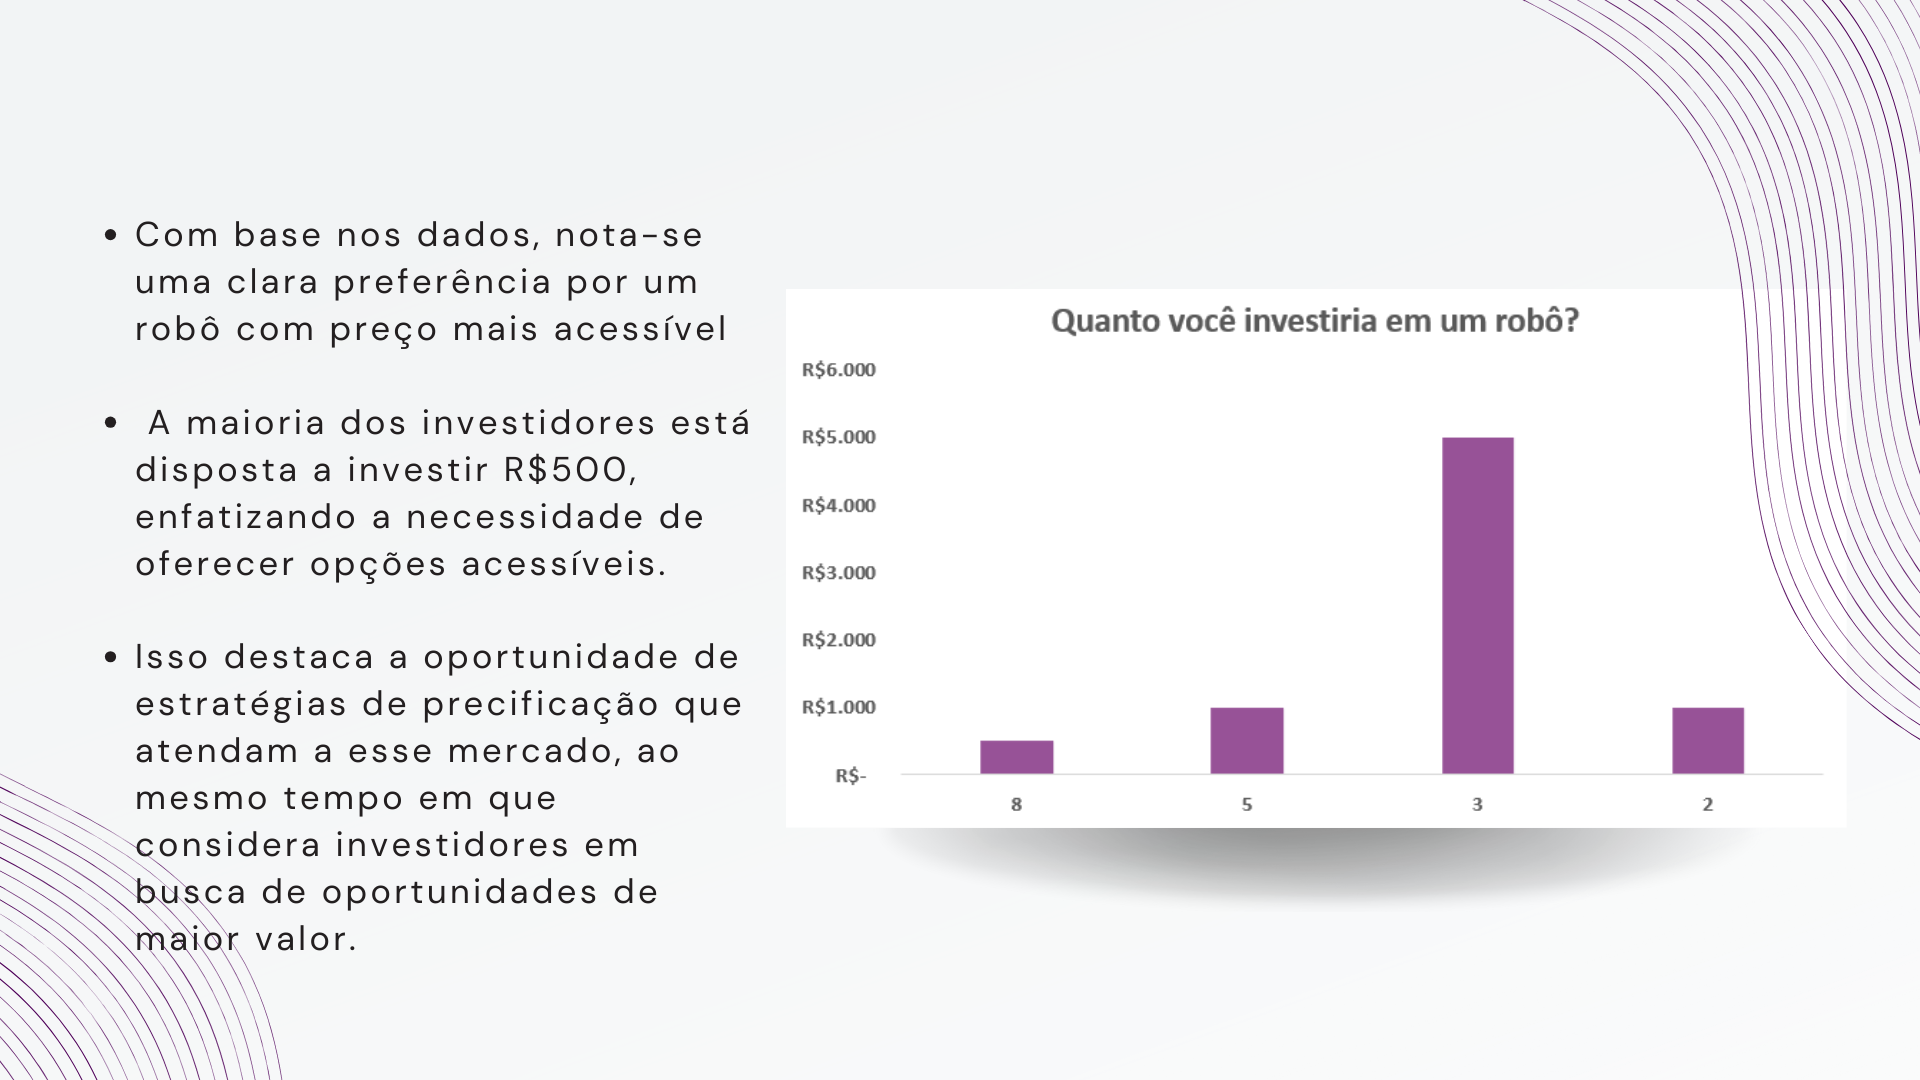 • Com base nos dados, nota-se
uma clara preferência por um
robô com preço mais acessível
• A maioria dos investidores está
disposta a investir R$500,
enfatizando a necessidade de
oferecer opções acessíveis.
• Isso destaca a oportunidade de
estratégias de precificação que
atendam a esse mercado, ao
mesmo tempo em que
considera investidores em
busca de oportunidades de
maior valor.
Quanto você investiria em um robô?
R$6.000
R$5.000
R$4.000
R$3.000
R$2.000
R$1.000
R$-
8 5 3 2